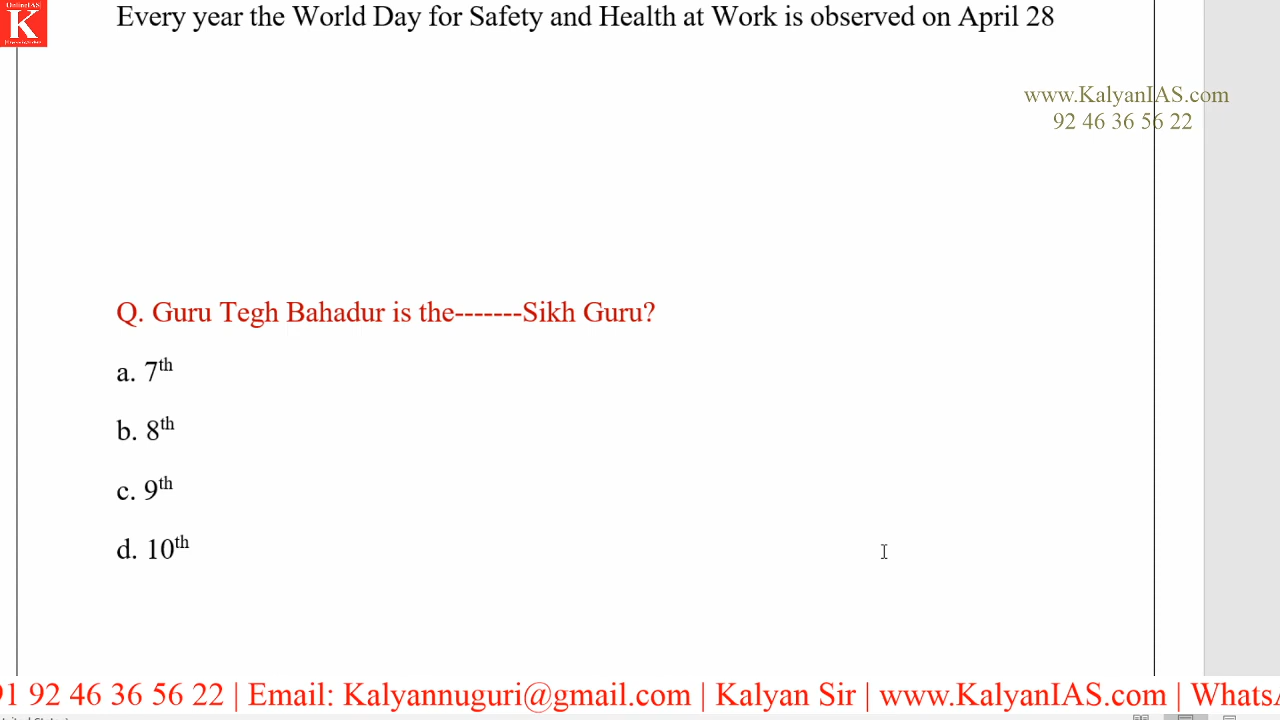 OnlineIAS
K
Every year the World Day for Safety and Health at Work is observed on April 28
www.KalyanIAS.com
92 46 36 56 22
Q. Guru Tegh Bahadur is the-------Sikh Guru?
a. 7th
b. 8th
c. 9th
d. 10th
91 92 46 36 56 22 | Email: Kalyannuguri@gmail.com | Kalyan Sir | www.KalyanIAS.com | WhatsA